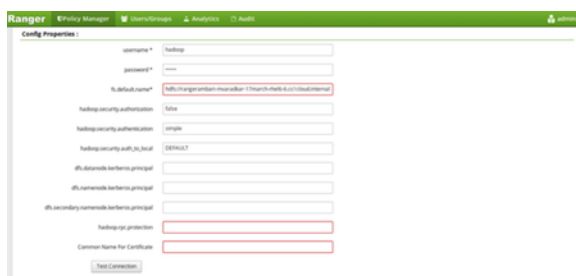 Ranger Policy Manager Users/Groups Analytics Audit admin
Config Properties :
username * hadoop
password * •••••
fs.default.name*
hadoop.security.authorization false
hadoop.security.authentication simple
hadoop.security.auth_to_local DEFAULT
dfs.datanode.kerberos.principal
dfs.namenode.kerberos.principal
dfs.secondary.namenode.kerberos.principal
hadoop.rpc.protection
Common Name For Certificate
Test Connection